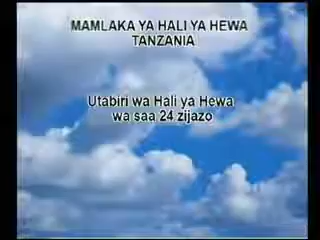 MAMLAKA YA HALI YA HEWA
TANZANIA
Utabiri wa Hali ya Hewa
wa saa 24 zijazo